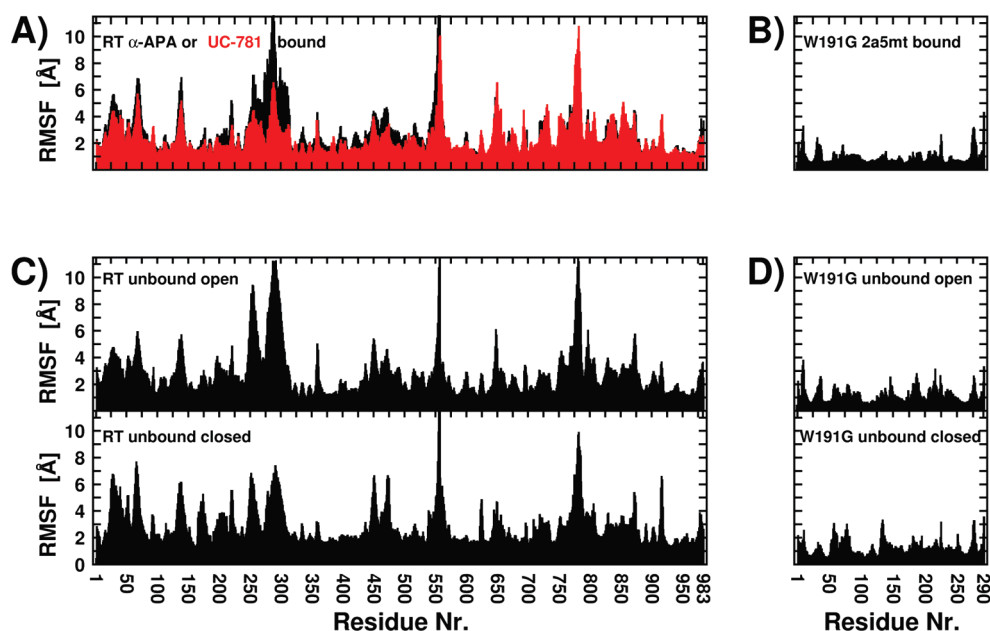 A)
RT α-APA or UC-781 bound
RMSF [Å]
10
8
6
4
2
B)
W191G 2a5mt bound
C)
RT unbound open
RMSF [Å]
10
8
6
4
2
D)
W191G unbound open
RT unbound closed
RMSF [Å]
10
8
6
4
2
0
W191G unbound closed
1 50 100 150 200 250 300 350 400 450 500 550 600 650 700 750 800 850 900 950 983
Residue Nr.
1 50 100 150 200 250 290
Residue Nr.